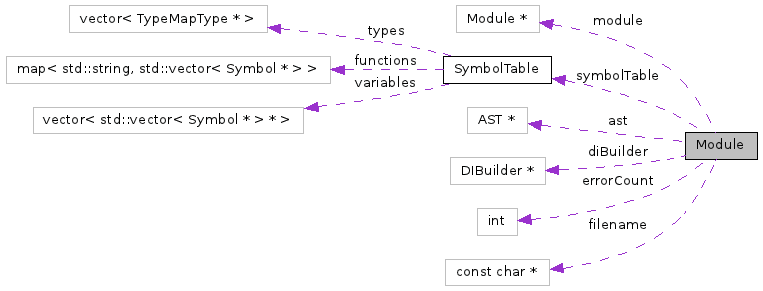 vector< TypeMapType * >
types
Module *
module
map< std::string, std::vector< Symbol * > >
functions
SymbolTable
symbolTable
variables
vector< std::vector< Symbol * > * >
AST *
ast
Module
diBuilder
DIBuilder *
errorCount
int
filename
const char *